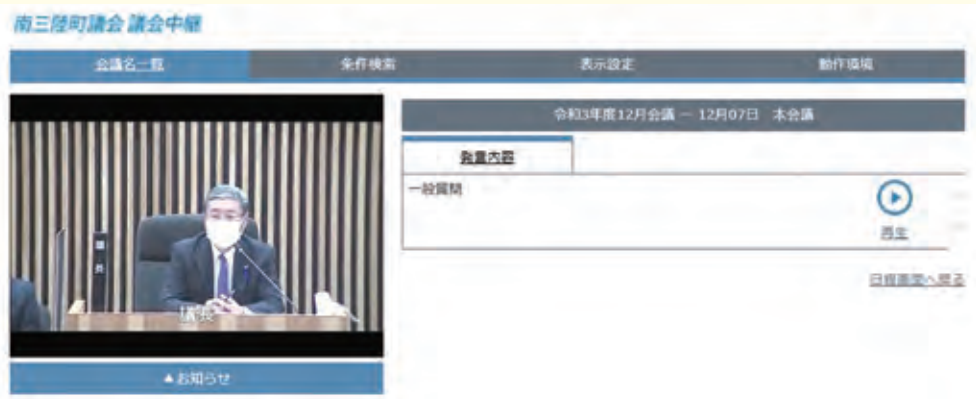 南三陸町議会 議会中継
会議名一覧
条件検索
表示設定
動作環境
令和3年度12月会議 － 12月07日 本会議
発言内容
一般質問
再生
議長
議長
日程画面へ戻る
▲お知らせ